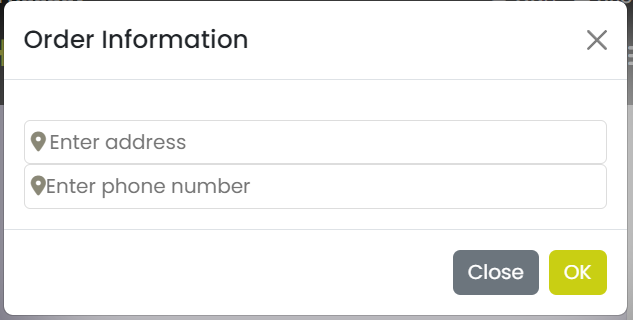 Order Information
Enter address
Enter phone number
Close
OK